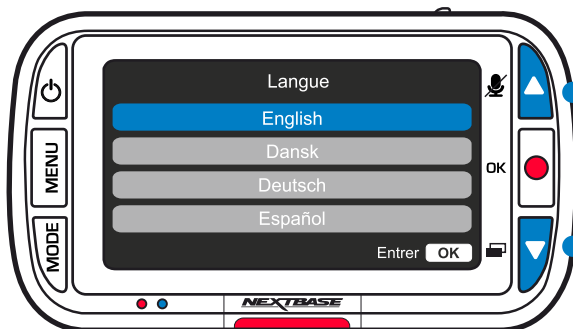 Langue
English
MENU
Dansk
OK
Deutsch
Español
MODE
Entrer OK
NEXTBASE